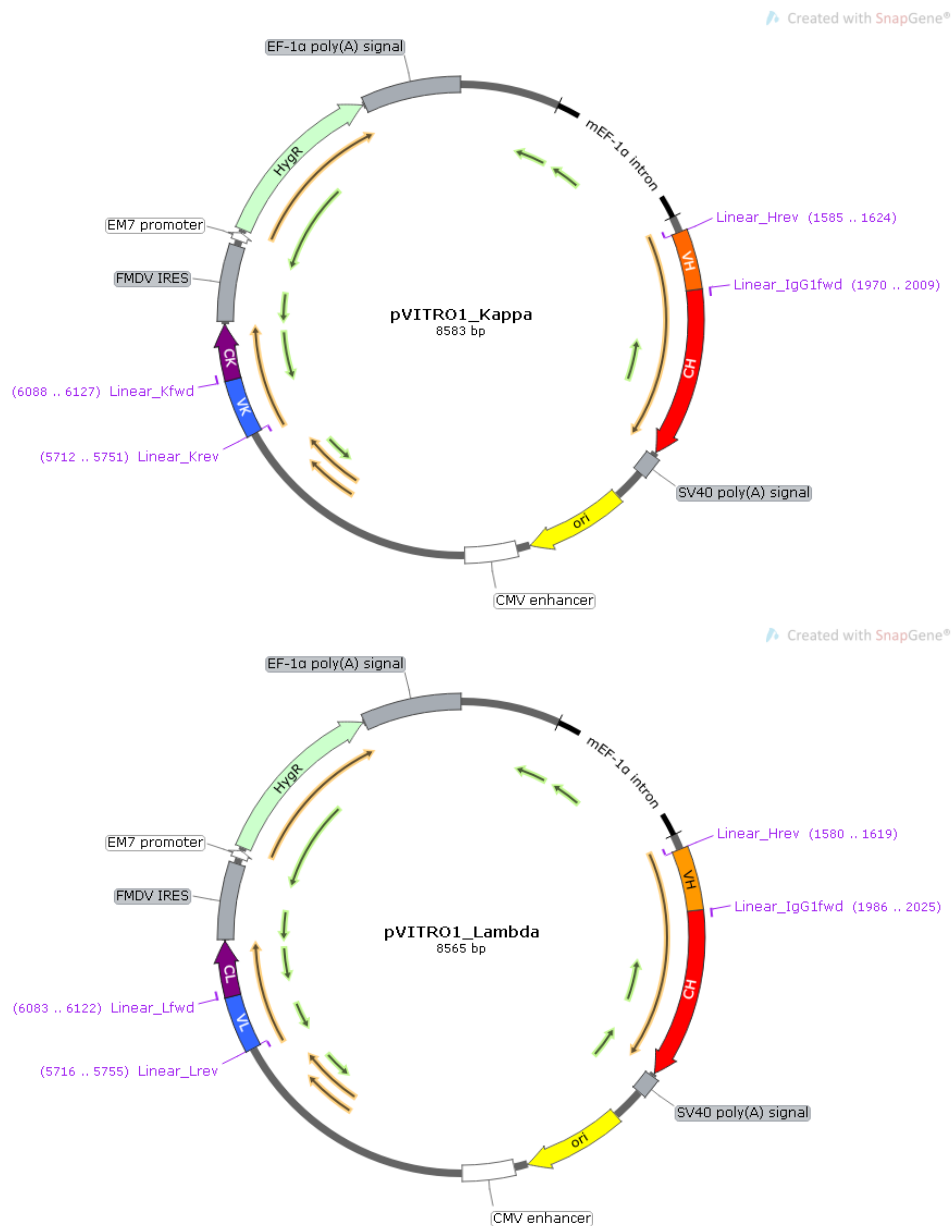 Created with SnapGene®
EF-1α poly(A) signal
mEF-1α intron
HygR
EM7 promoter
Linear_Hrev (1585 .. 1624)
VH
FMDV IRES
Linear_IgG1fwd (1970 .. 2009)
pVITRO1_Kappa
8583 bp
CK
CH
(6088 .. 6127) Linear_Kfwd
VK
(5712 .. 5751) Linear_Krev
SV40 poly(A) signal
ori
CMV enhancer
Created with SnapGene®
EF-1α poly(A) signal
mEF-1α intron
HygR
EM7 promoter
Linear_Hrev (1580 .. 1619)
VH
FMDV IRES
Linear_IgG1fwd (1986 .. 2025)
pVITRO1_Lambda
8565 bp
CL
CH
(6083 .. 6122) Linear_Lfwd
VL
(5716 .. 5755) Linear_Lrev
SV40 poly(A) signal
ori
CMV enhancer